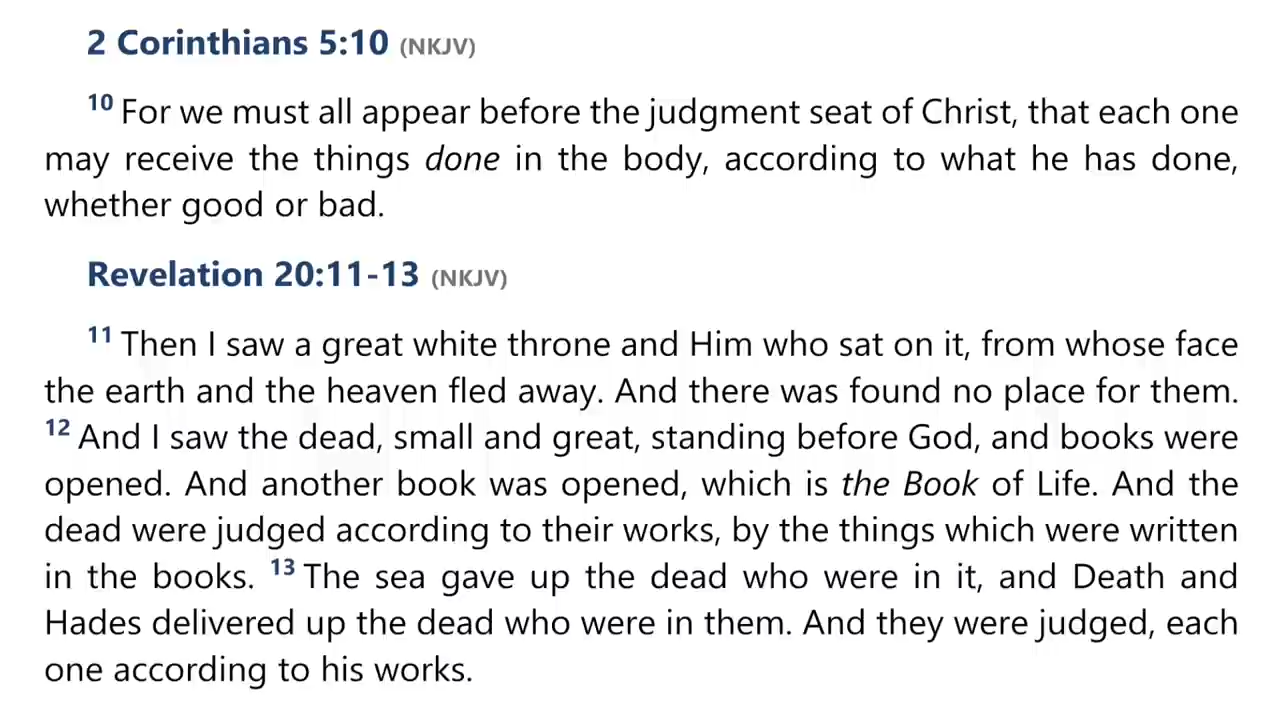 2 Corinthians 5:10 (NKJV)
10 For we must all appear before the judgment seat of Christ, that each one
may receive the things done in the body, according to what he has done,
whether good or bad.
Revelation 20:11-13 (NKJV)
11 Then I saw a great white throne and Him who sat on it, from whose face
the earth and the heaven fled away. And there was found no place for them.
12 And I saw the dead, small and great, standing before God, and books were
opened. And another book was opened, which is the Book of Life. And the
dead were judged according to their works, by the things which were written
in the books. 13 The sea gave up the dead who were in it, and Death and
Hades delivered up the dead who were in them. And they were judged, each
one according to his works.